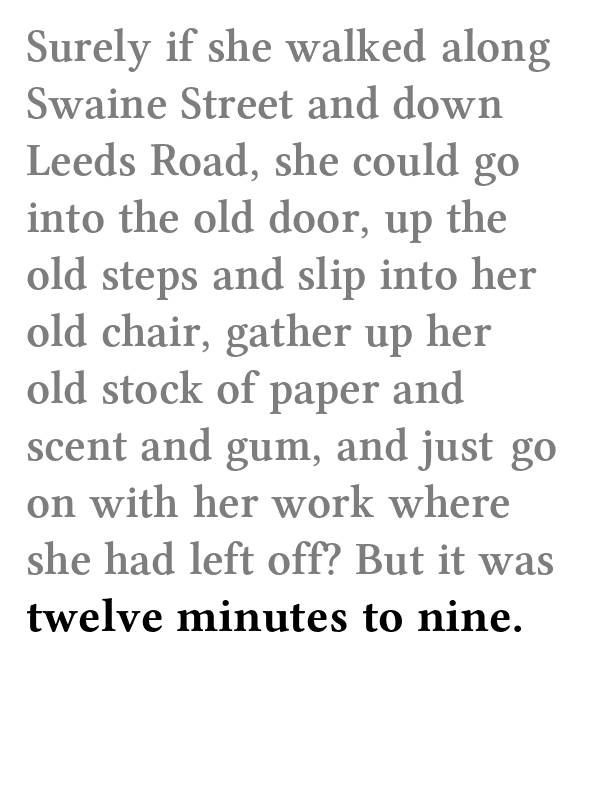 Surely if she walked along
Swaine Street and down
Leeds Road, she could go
into the old door, up the
old steps and slip into her
old chair, gather up her
old stock of paper and
scent and gum, and just go
on with her work where
she had left off? But it was
twelve minutes to nine.